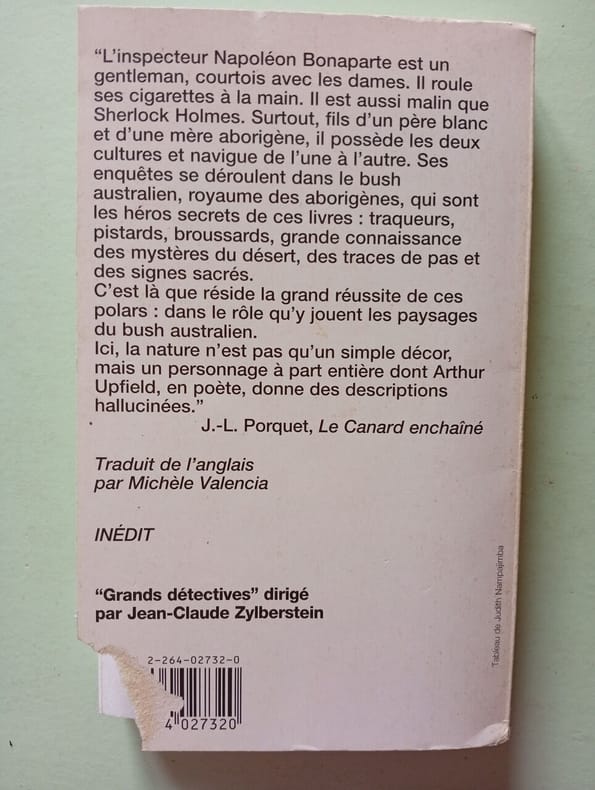 “L’inspecteur Napoléon Bonaparte est un
gentleman, courtois avec les dames. Il roule
ses cigarettes à la main. Il est aussi malin que
Sherlock Holmes. Surtout, fils d’un père blanc
et d’une mère aborigène, il possède les deux
cultures et navigue de l’une à l’autre. Ses
enquêtes se déroulent dans le bush
australien, royaume des aborigènes, qui sont
les héros secrets de ces livres : traqueurs,
pistards, broussards, grande connaissance
des mystères du désert, des traces de pas et
des signes sacrés.
C’est là que réside la grand réussite de ces
polars : dans le rôle qu’y jouent les paysages
du bush australien.
Ici, la nature n’est pas qu’un simple décor,
mais un personnage à part entière dont Arthur
Upfield, en poète, donne des descriptions
hallucinées.”
J.-L. Porquet, Le Canard enchaîné
Traduit de l’anglais
par Michèle Valencia
INÉDIT
“Grands détectives” dirigé
par Jean-Claude Zylberstein
Tableau de Judith Nampajimba
2-264-02732-0
4 027320